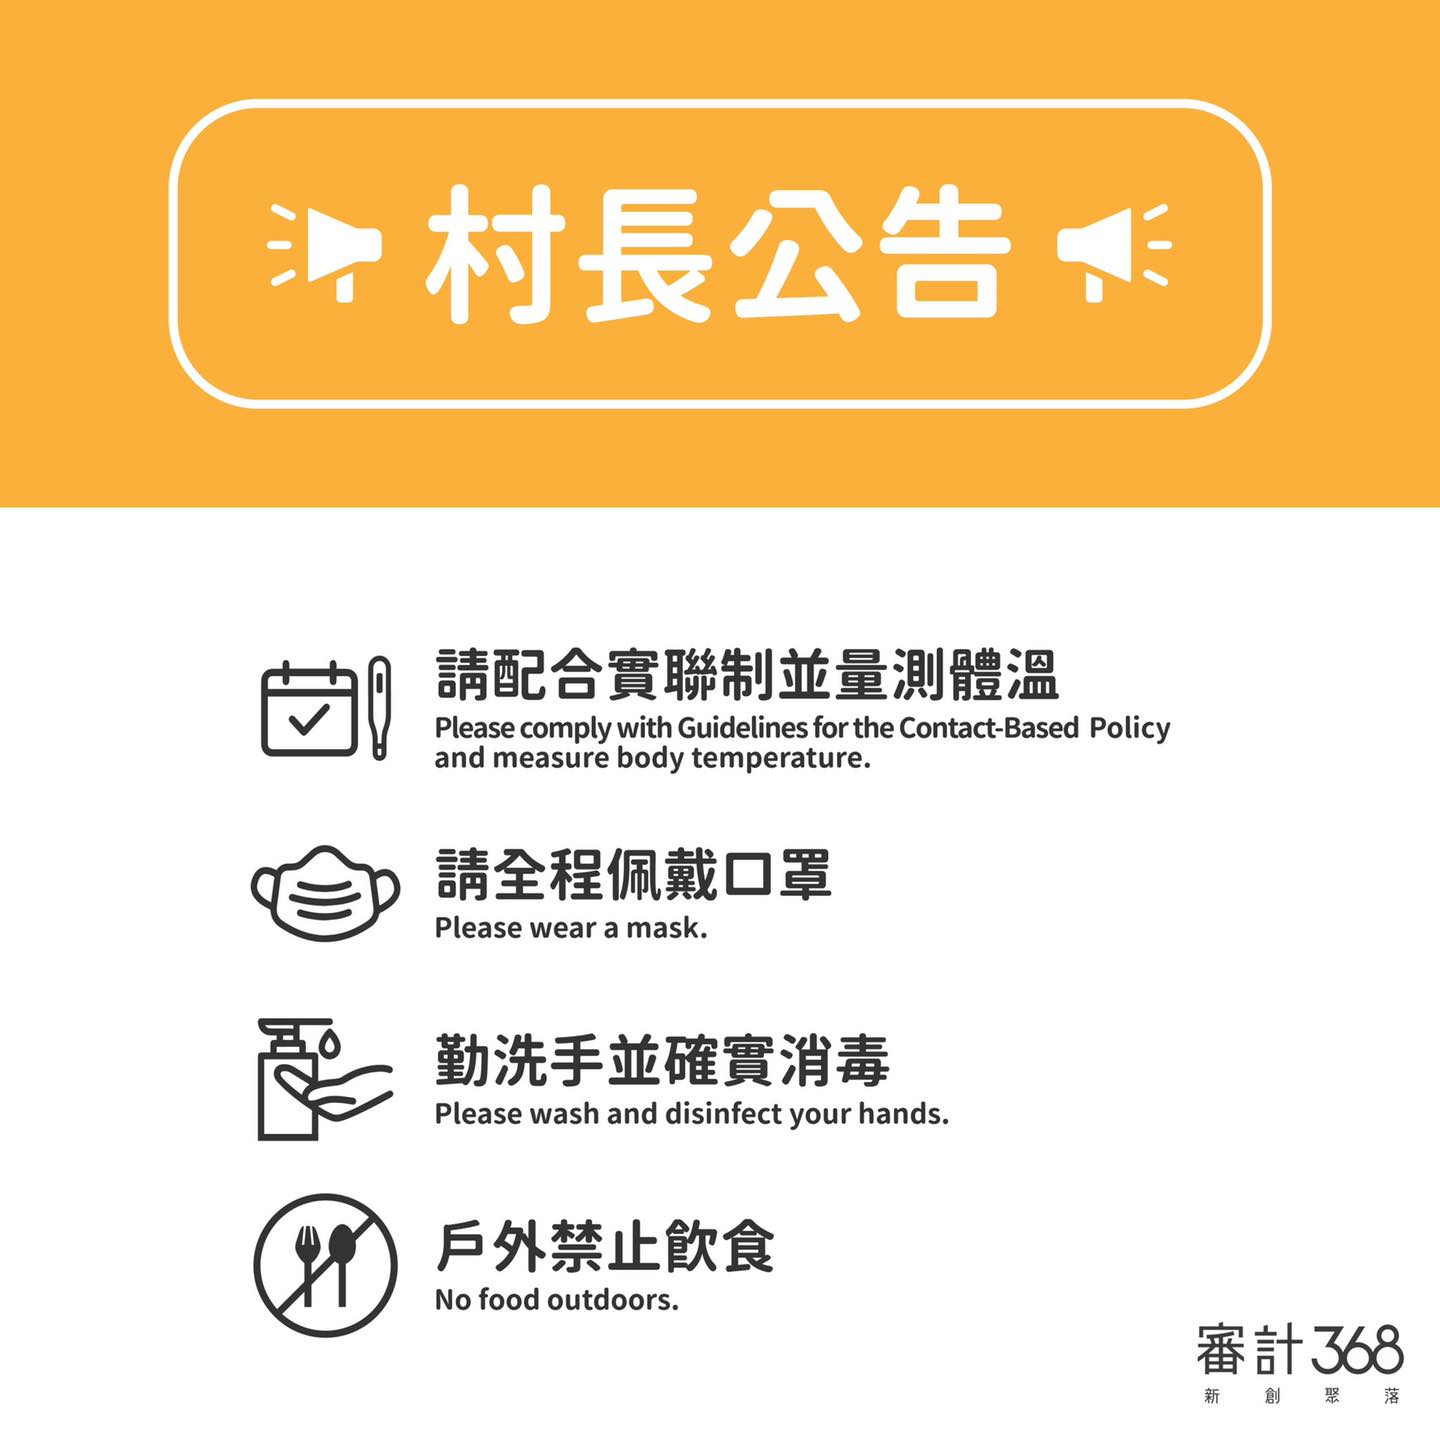 村長公告
請配合實聯制並量測體溫
Please comply with Guidelines for the Contact-Based Policy
and measure body temperature.
請全程佩戴口罩
Please wear a mask.
勤洗手並確實消毒
Please wash and disinfect your hands.
戶外禁止飲食
No food outdoors.
審計368
新創聚落